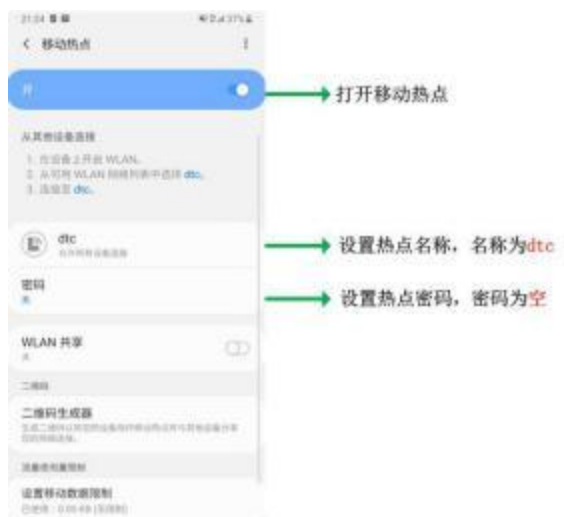 21:24
37%
移动热点
开
打开移动热点
从其他设备连接
1. 在设备上开启 WLAN。
2. 从可用 WLAN 网络列表中选择 dtc。
3. 连接至 dtc。
dtc
设置热点名称，名称为dtc
密码
无
设置热点密码，密码为空
WLAN 共享
关
二维码
二维码生成器
设置移动数据限制